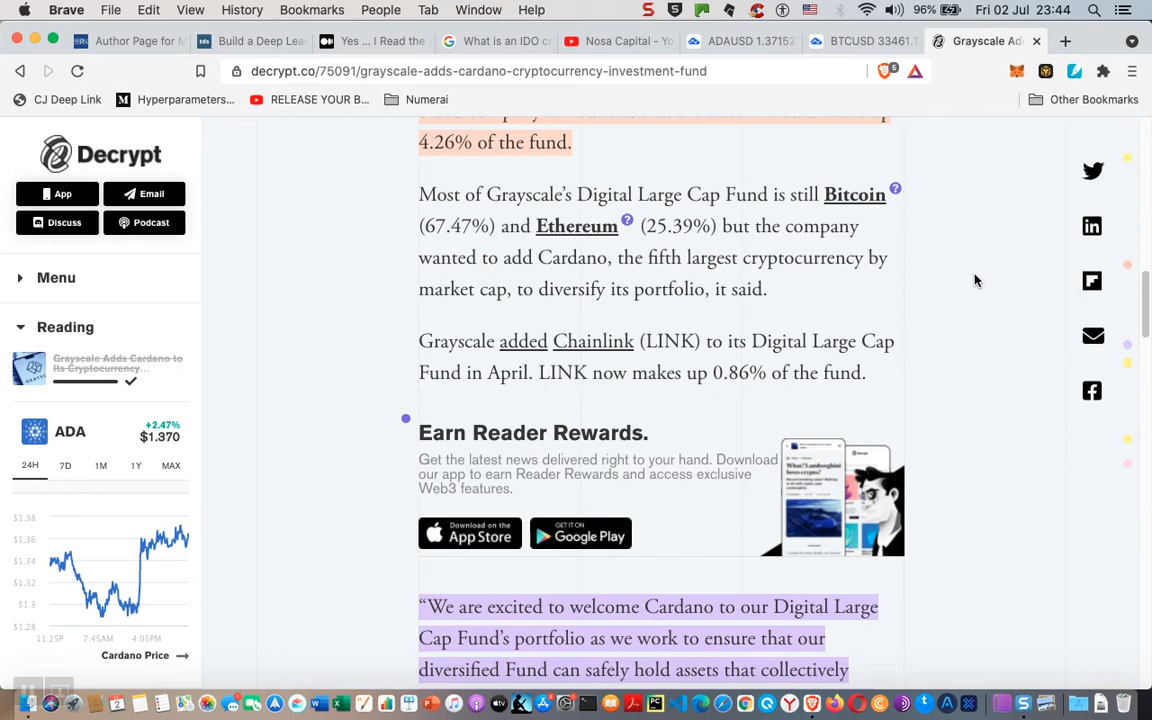 Brave File Edit View History Bookmarks People Tab Window Help 96% Fri 02 Jul 23:44
Author Page for M Build a Deep Lea Yes ... I Read the What is an IDO cr Nosa Capital - Yo ADAUSD 1.37152 BTCUSD 33461.1 Grayscale Ad
decrypt.co/75091/grayscale-adds-cardano-cryptocurrency-investment-fund
CJ Deep Link Hyperparameters... RELEASE YOUR B... Numerai Other Bookmarks
Decrypt
App Email
Discuss Podcast
Menu
Reading
Grayscale Adds Cardano to
Its Cryptocurrency...
ADA +2.47%
$1.370
24H 7D 1M 1Y MAX
$1.38
$1.36
$1.34
$1.32
$1.3
$1.28
11:25P 7:45AM 4:05PM
Cardano Price
4.26% of the fund.
Most of Grayscale’s Digital Large Cap Fund is still Bitcoin
(67.47%) and Ethereum (25.39%) but the company
wanted to add Cardano, the fifth largest cryptocurrency by
market cap, to diversify its portfolio, it said.
Grayscale added Chainlink (LINK) to its Digital Large Cap
Fund in April. LINK now makes up 0.86% of the fund.
Earn Reader Rewards.
Get the latest news delivered right to your hand. Download
our app to earn Reader Rewards and access exclusive
Web3 features.
Download on the App Store GET IT ON Google Play
“We are excited to welcome Cardano to our Digital Large
Cap Fund’s portfolio as we work to ensure that our
diversified Fund can safely hold assets that collectively